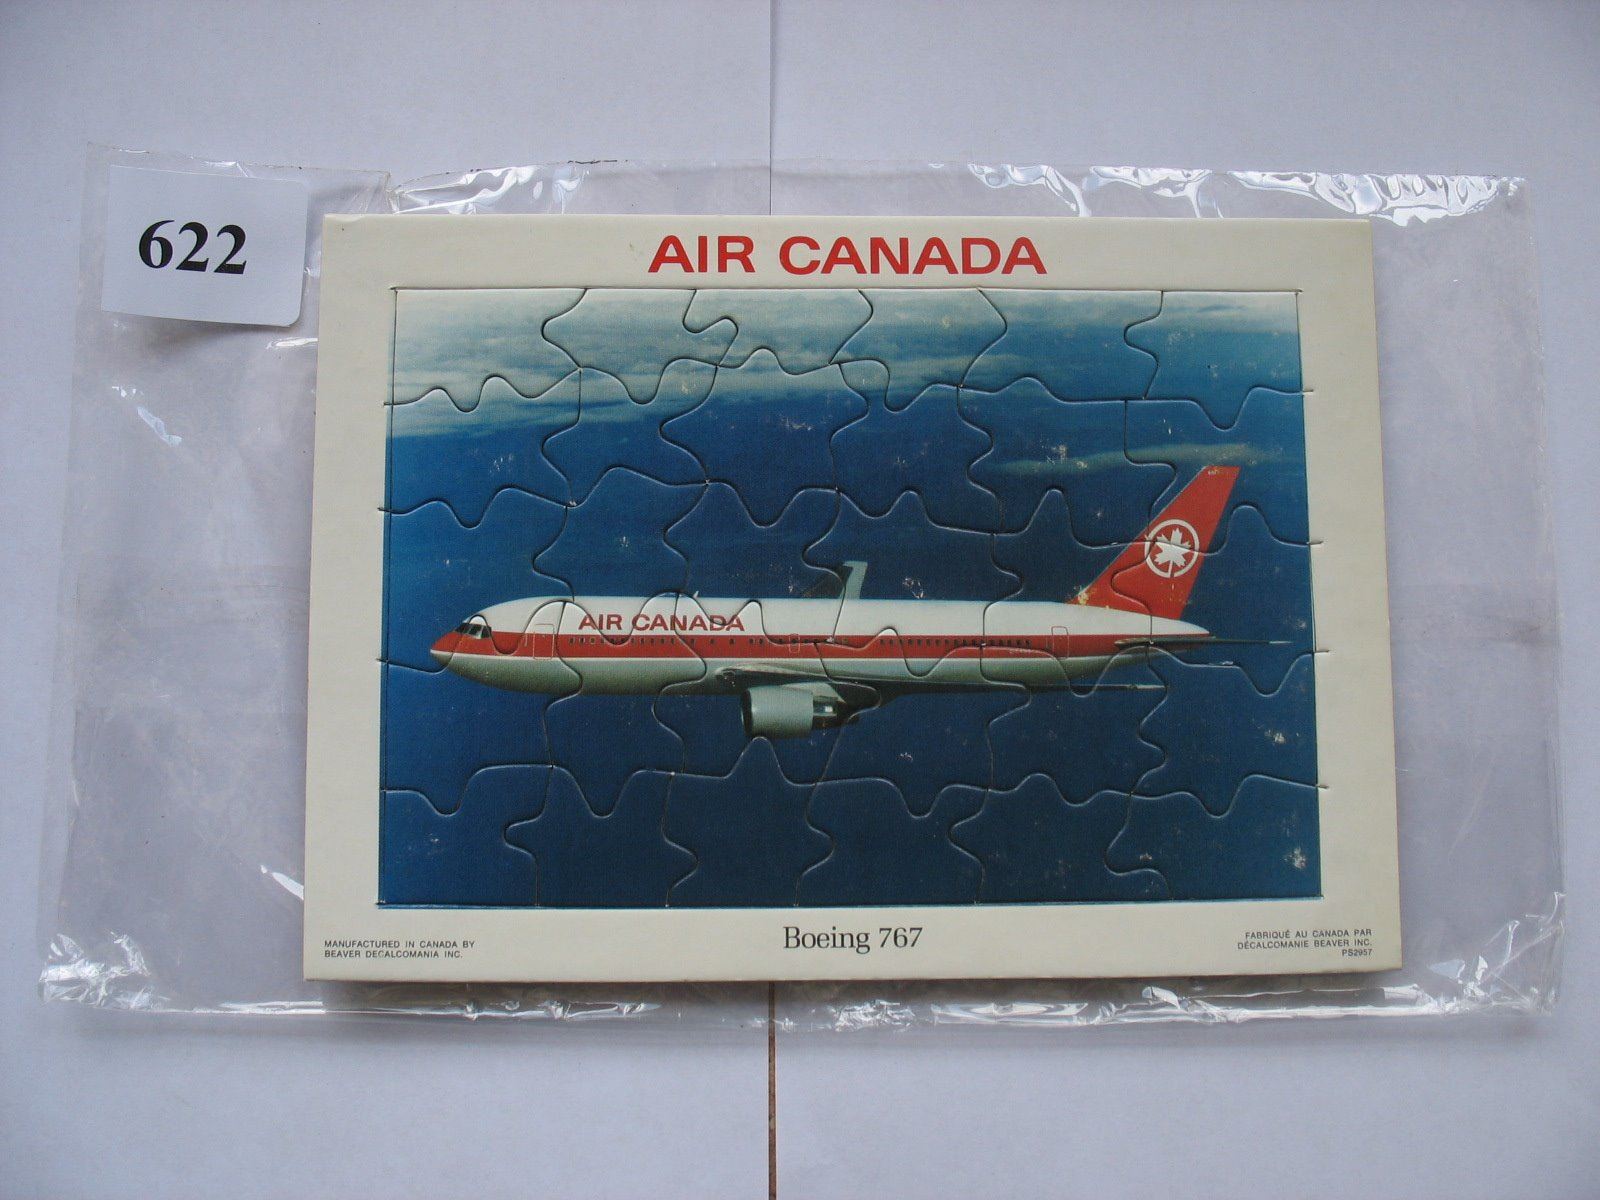 622
AIR CANADA
AIR CANADA
Boeing 767
MANUFACTURED IN CANADA BY
BEAVER DECALCOMANIA INC.
FABRIQUÉ AU CANADA PAR
DÉCALCOMANIE BEAVER INC.
PS2957